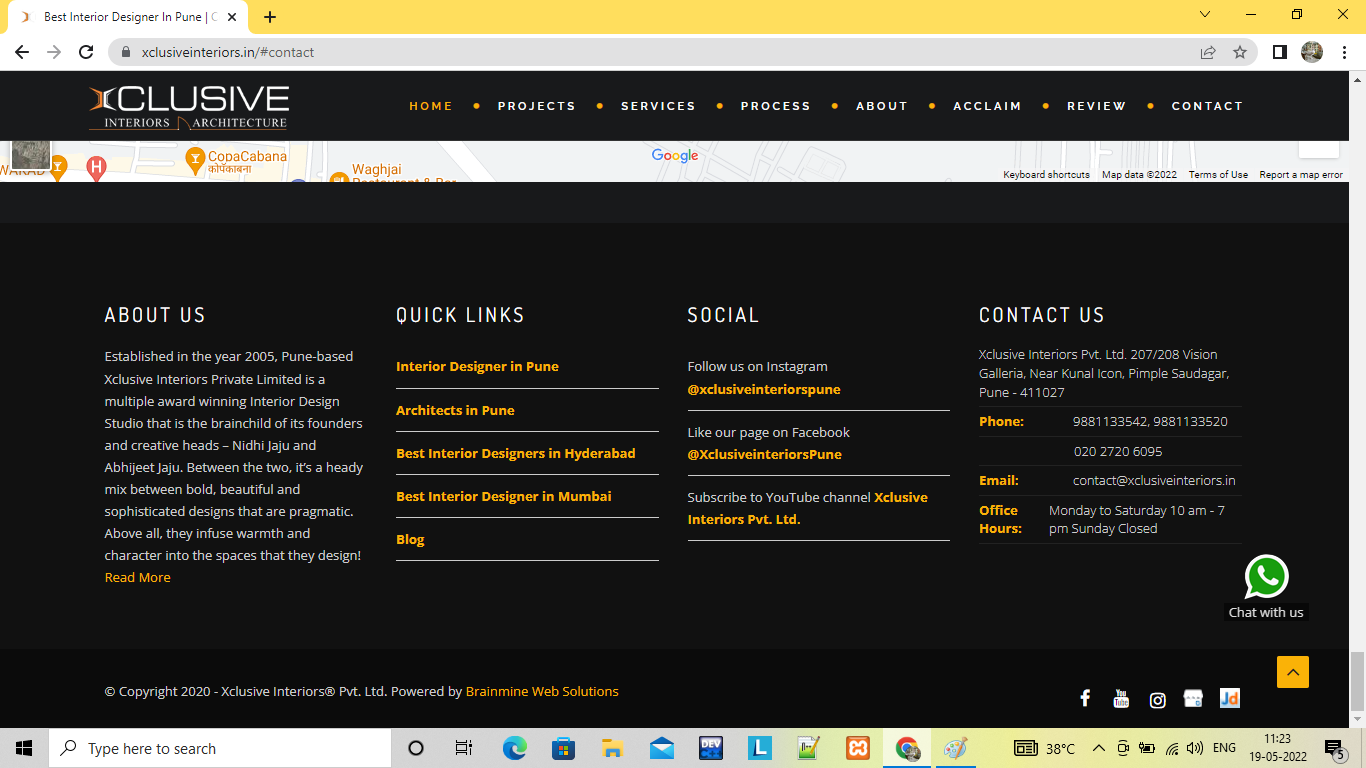 Best Interior Designer In Pune |
xclusiveinteriors.in/#contact
XCLUSIVE
INTERIORS ARCHITECTURE
HOME • PROJECTS • SERVICES • PROCESS • ABOUT • ACCLAIM • REVIEW • CONTACT
CopaCabana
कोपॅकाबना
H
Waghjai
Google
Keyboard shortcuts Map data ©2022 Terms of Use Report a map error
ABOUT US
Established in the year 2005, Pune-based
Xclusive Interiors Private Limited is a
multiple award winning Interior Design
Studio that is the brainchild of its founders
and creative heads – Nidhi Jaju and
Abhijeet Jaju. Between the two, it's a heady
mix between bold, beautiful and
sophisticated designs that are pragmatic.
Above all, they infuse warmth and
character into the spaces that they design!
Read More
QUICK LINKS
Interior Designer in Pune
Architects in Pune
Best Interior Designers in Hyderabad
Best Interior Designer in Mumbai
Blog
SOCIAL
Follow us on Instagram
@xclusiveinteriorspune
Like our page on Facebook
@XclusiveinteriorsPune
Subscribe to YouTube channel Xclusive
Interiors Pvt. Ltd.
CONTACT US
Xclusive Interiors Pvt. Ltd. 207/208 Vision
Galleria, Near Kunal Icon, Pimple Saudagar,
Pune - 411027
Phone: 9881133542, 9881133520
020 2720 6095
Email: contact@xclusiveinteriors.in
Office Monday to Saturday 10 am - 7
Hours: pm Sunday Closed
Chat with us
© Copyright 2020 - Xclusive Interiors® Pvt. Ltd. Powered by Brainmine Web Solutions
You
Tube
Jd
Type here to search
DEV
L
38°C
ENG
11:23
19-05-2022
5